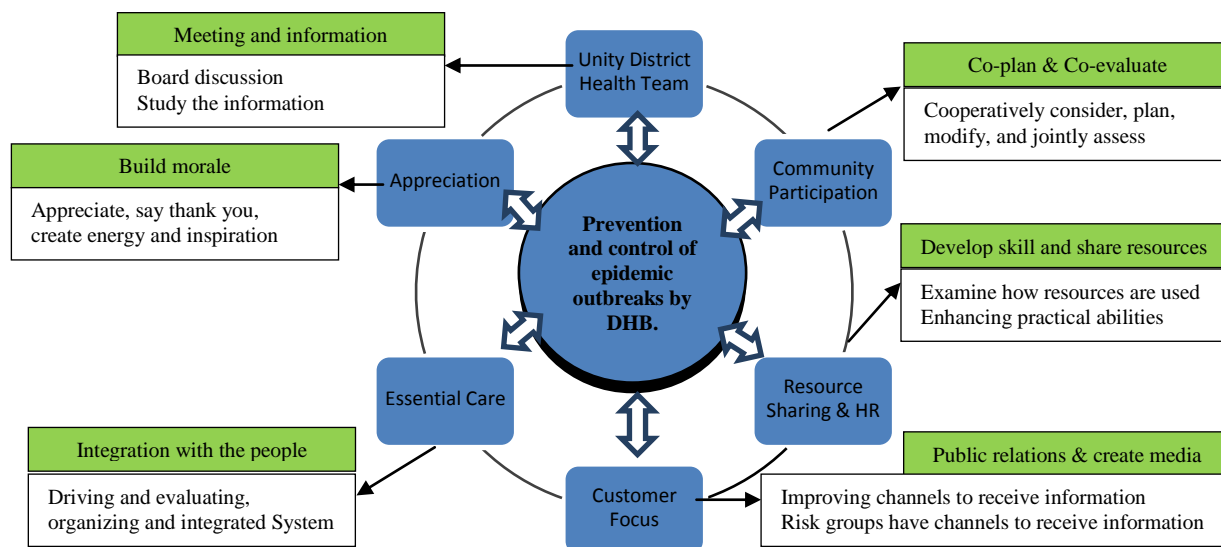 Meeting and information
Board discussion
Study the information
Unity District
Health Team
Co-plan & Co-evaluate
Cooperatively consider, plan,
modify, and jointly assess
Build morale
Appreciate, say thank you,
create energy and inspiration
Appreciation
Community
Participation
Prevention
and control of
epidemic
outbreaks by
DHB.
Develop skill and share resources
Examine how resources are used
Enhancing practical abilities
Essential Care
Resource
Sharing & HR
Integration with the people
Driving and evaluating,
organizing and integrated System
Customer
Focus
Public relations & create media
Improving channels to receive information
Risk groups have channels to receive information